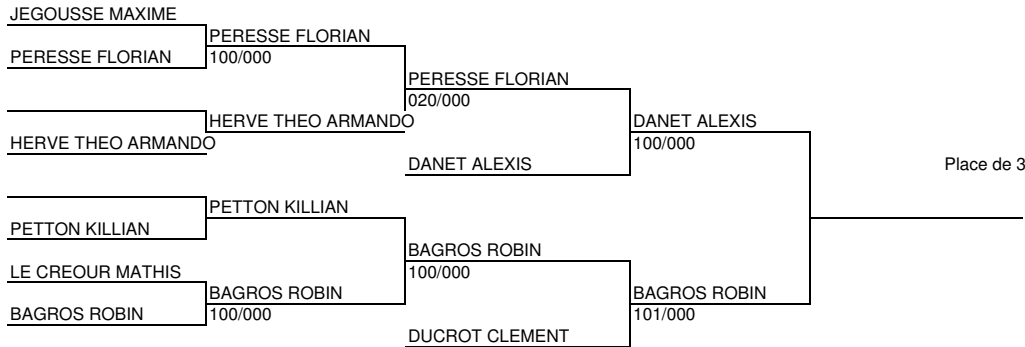 JEGOUSSE MAXIME
PERESSE FLORIAN
PERESSE FLORIAN
100/000
PERESSE FLORIAN
020/000
HERVE THEO ARMANDO
HERVE THEO ARMANDO
DANET ALEXIS
100/000
DANET ALEXIS
Place de 3
PETTON KILLIAN
PETTON KILLIAN
BAGROS ROBIN
100/000
LE CREOUR MATHIS
BAGROS ROBIN
100/000
BAGROS ROBIN
BAGROS ROBIN
101/000
DUCROT CLEMENT